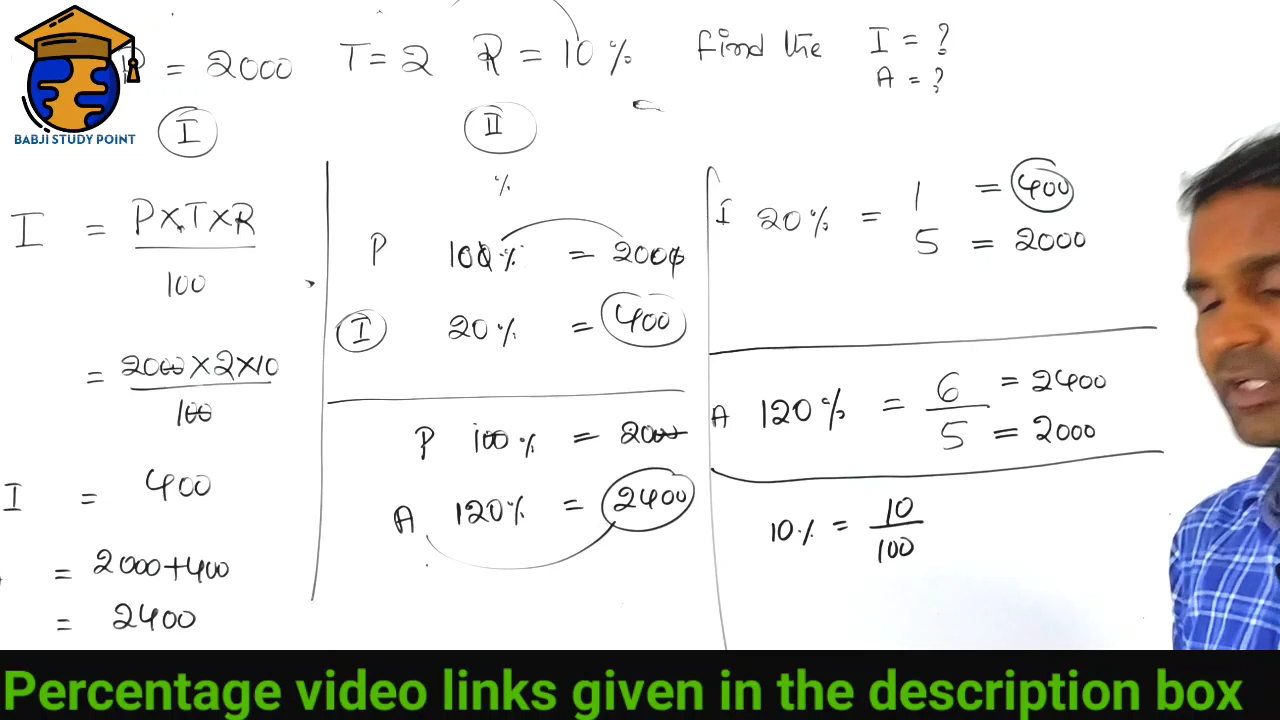 BABJI STUDY POINT
P = 2000 T = 2 R = 10% find the I = ?
A = ?
I
I = P×T×R
100
= 2000×2×10
100
I = 400
= 2000+400
= 2400
II
%
P 100% = 2000
I 20% = 400
P 100% = 2000
A 120% = 2400
I 20% = 1 = 400
5 = 2000
A 120% = 6 = 2400
5 = 2000
10% = 10
100
Percentage video links given in the description box